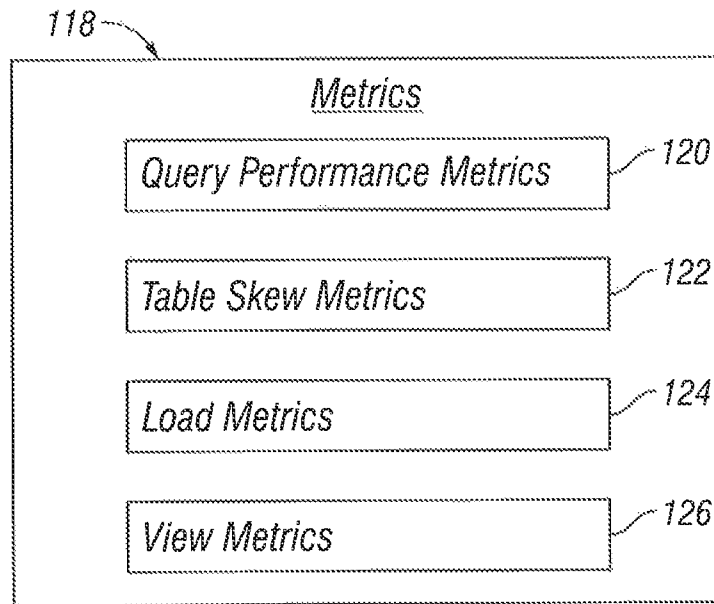 118
Metrics
Query Performance Metrics
120
Table Skew Metrics
122
Load Metrics
124
View Metrics
126